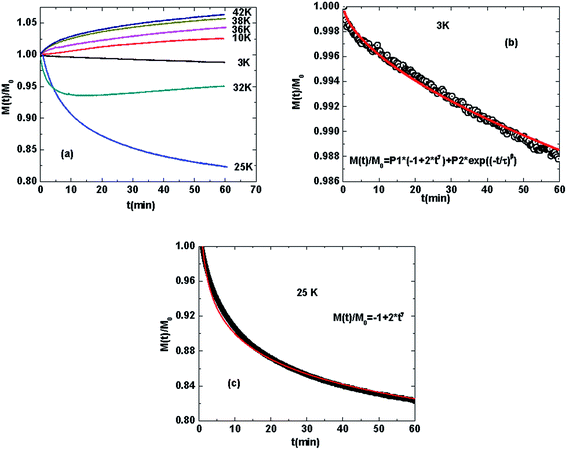 M(t)/M0
1.05
1.00
0.95
0.90
0.85
0.80
42K
38K
36K
10K
3K
32K
25K
(a)
0 10 20 30 40 50 60 70
t(min)
M(t)/M0
1.000
0.998
0.996
0.994
0.992
0.990
0.988
0.986
3K
(b)
M(t)/M0=P1*(-1+2*tγ)+P2*exp((-t/τ)β)
0 10 20 30 40 50 60
t(min)
M(t)/M0
1.00
0.96
0.92
0.88
0.84
0.80
25 K
M(t)/M0=-1+2*tγ
(c)
0 10 20 30 40 50 60
t(min)